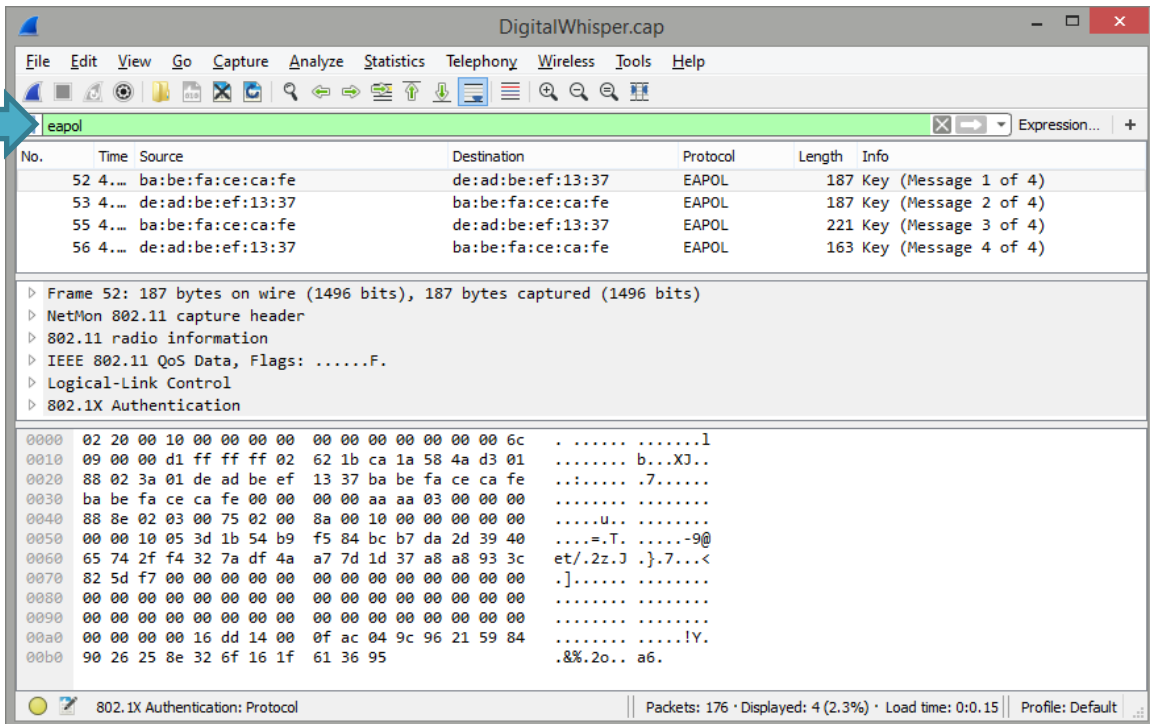 DigitalWhisper.cap
File Edit View Go Capture Analyze Statistics Telephony Wireless Tools Help
eapol Expression... +
No. Time Source Destination Protocol Length Info
52 4.… ba:be:fa:ce:ca:fe de:ad:be:ef:13:37 EAPOL 187 Key (Message 1 of 4)
53 4.… de:ad:be:ef:13:37 ba:be:fa:ce:ca:fe EAPOL 187 Key (Message 2 of 4)
55 4.… ba:be:fa:ce:ca:fe de:ad:be:ef:13:37 EAPOL 221 Key (Message 3 of 4)
56 4.… de:ad:be:ef:13:37 ba:be:fa:ce:ca:fe EAPOL 163 Key (Message 4 of 4)
Frame 52: 187 bytes on wire (1496 bits), 187 bytes captured (1496 bits)
NetMon 802.11 capture header
802.11 radio information
IEEE 802.11 QoS Data, Flags: ......F.
Logical-Link Control
802.1X Authentication
0000 02 20 00 10 00 00 00 00 00 00 00 00 00 00 00 6c . ...... .......l
0010 09 00 00 d1 ff ff ff 02 62 1b ca 1a 58 4a d3 01 ........ b...XJ..
0020 88 02 3a 01 de ad be ef 13 37 ba be fa ce ca fe ..:..... .7......
0030 ba be fa ce ca fe 00 00 00 00 aa aa 03 00 00 00 ........ ........
0040 88 8e 02 03 00 75 02 00 8a 00 10 00 00 00 00 00 .....u.. ........
0050 00 00 10 05 3d 1b 54 b9 f5 84 bc b7 da 2d 39 40 ....=.T. .....-9@
0060 65 74 2f f4 32 7a df 4a a7 7d 1d 37 a8 a8 93 3c et/.2z.J .}.7...<
0070 82 5d f7 00 00 00 00 00 00 00 00 00 00 00 00 00 .]...... ........
0080 00 00 00 00 00 00 00 00 00 00 00 00 00 00 00 00 ........ ........
0090 00 00 00 00 00 00 00 00 00 00 00 00 00 00 00 00 ........ ........
00a0 00 00 00 00 16 dd 14 00 0f ac 04 9c 96 21 59 84 ........ .....!Y.
00b0 90 26 25 8e 32 6f 16 1f 61 36 95 .&%.2o.. a6.
802.1X Authentication: Protocol Packets: 176 · Displayed: 4 (2.3%) · Load time: 0:0.15 Profile: Default